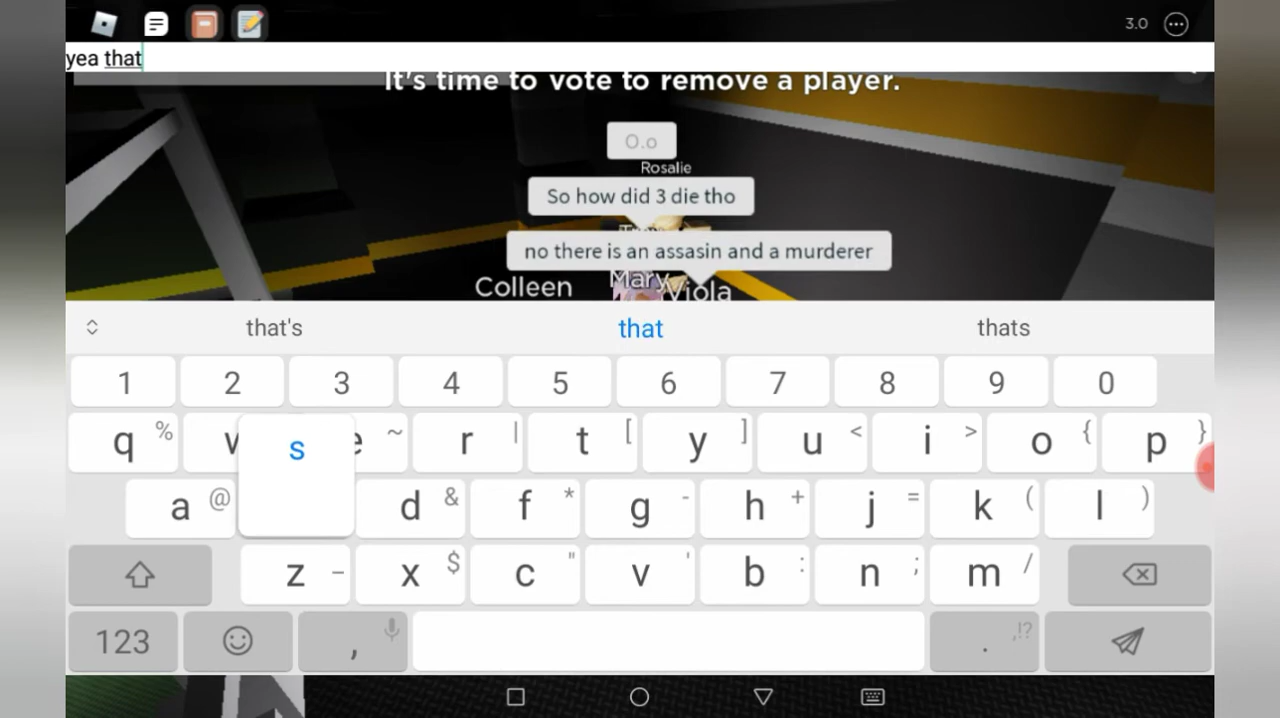 3.0
yea that
It's time to vote to remove a player.
O.o
Rosalie
So how did 3 die tho
no there is an assasin and a murderer
Colleen
Mary
Viola
that's that thats
1 2 3 4 5 6 7 8 9 0
q % w e ~ r | t [ y ] u < i > o { p }
a @ s d & f * g - h + j = k ( l )
z – x $ c " v ' b : n ; m /
123 , . ,!?